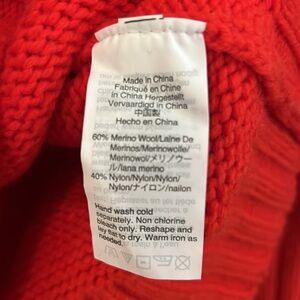 Made in China
Fabriqué en Chine
in China Hergestellt
Vervaardigd in China
中国製
Hecho en China
60% Merino Wool/Laine De
Merinos/Merinowolle/
Merinowol/メリノウー
ル/lana merino
40% Nylon/Nylon/Nylon/
Nylon/ナイロン/nailon
Hand wash cold
separately. Non chlorine
bleach only. Reshape and
lay flat to dry. Warm iron as
needed.